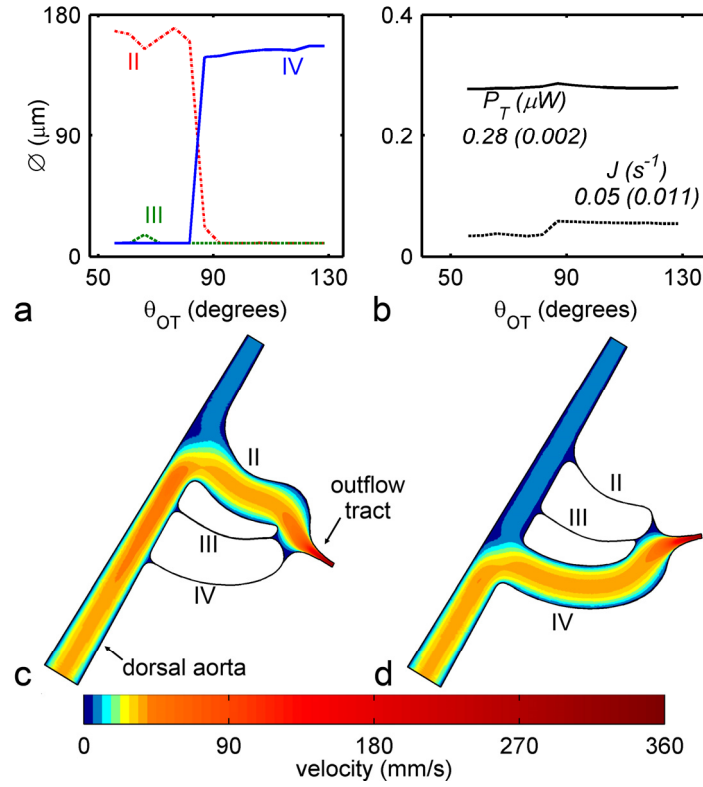 180
90
0
Ø (μm)
II
IV
III
50
90
130
θOT (degrees)
a
0.4
0.2
0
PT (μW)
0.28 (0.002)
J (s-1)
0.05 (0.011)
50
90
130
θOT (degrees)
b
II
III
IV
outflow
tract
dorsal aorta
c
II
III
IV
d
0
90
180
270
360
velocity (mm/s)